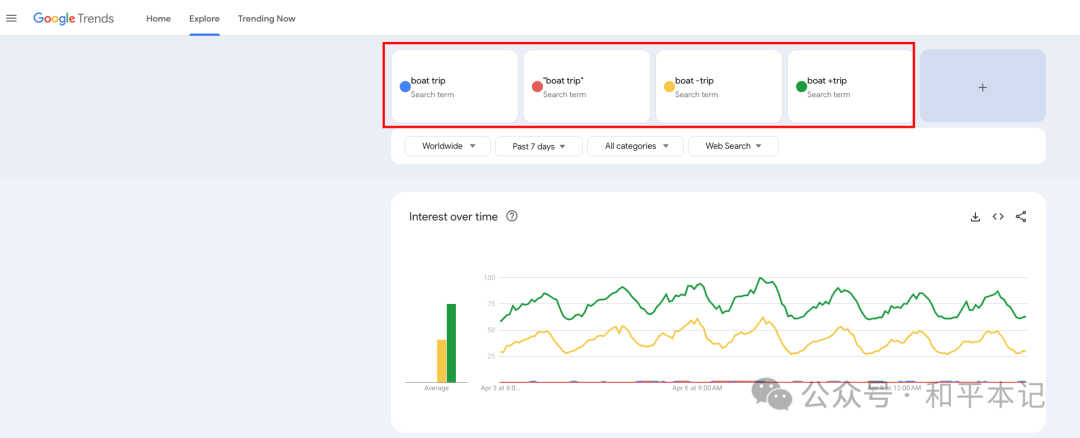 Google Trends Home Explore Trending Now
boat trip "boat trip" boat -trip boat +trip
Search term Search term Search term Search term
+
Worldwide Past 7 days All categories Web Search
Interest over time
100
75
50
25
Average Apr 3 at 6:0... Apr 6 at 9:00 AM Apr 9 at 12:00 AM
公众号 · 和平本记